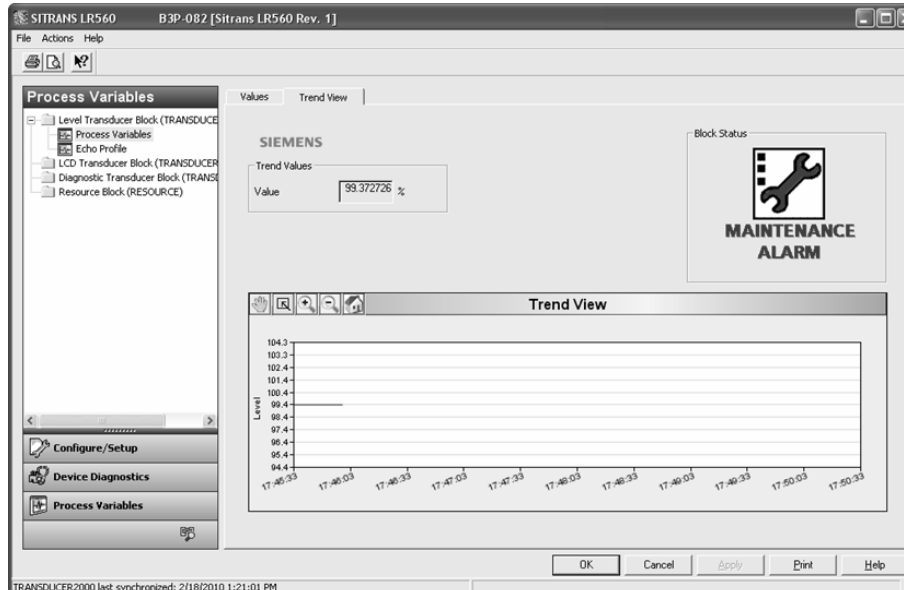 SITRANS LR560 B3P-082 [Sitrans LR560 Rev. 1]
File Actions Help
Process Variables
Level Transducer Block (TRANSDUCE
Process Variables
Echo Profile
LCD Transducer Block (TRANSDUCER
Diagnostic Transducer Block (TRANSD
Resource Block (RESOURCE)
Configure/Setup
Device Diagnostics
Process Variables
Values Trend View
SIEMENS
Trend Values
Value 99.372726 %
Block Status
MAINTENANCE
ALARM
Trend View
Level
104.3
103.3
102.4
101.4
100.4
99.4
98.4
97.4
96.4
95.4
94.4
17:45:33 17:46:03 17:46:33 17:47:03 17:47:33 17:48:03 17:48:33 17:49:03 17:49:33 17:50:03 17:50:33
OK Cancel Apply Print Help
TRANSDUCER2000 last synchronized: 2/18/2010 1:21:01 PM